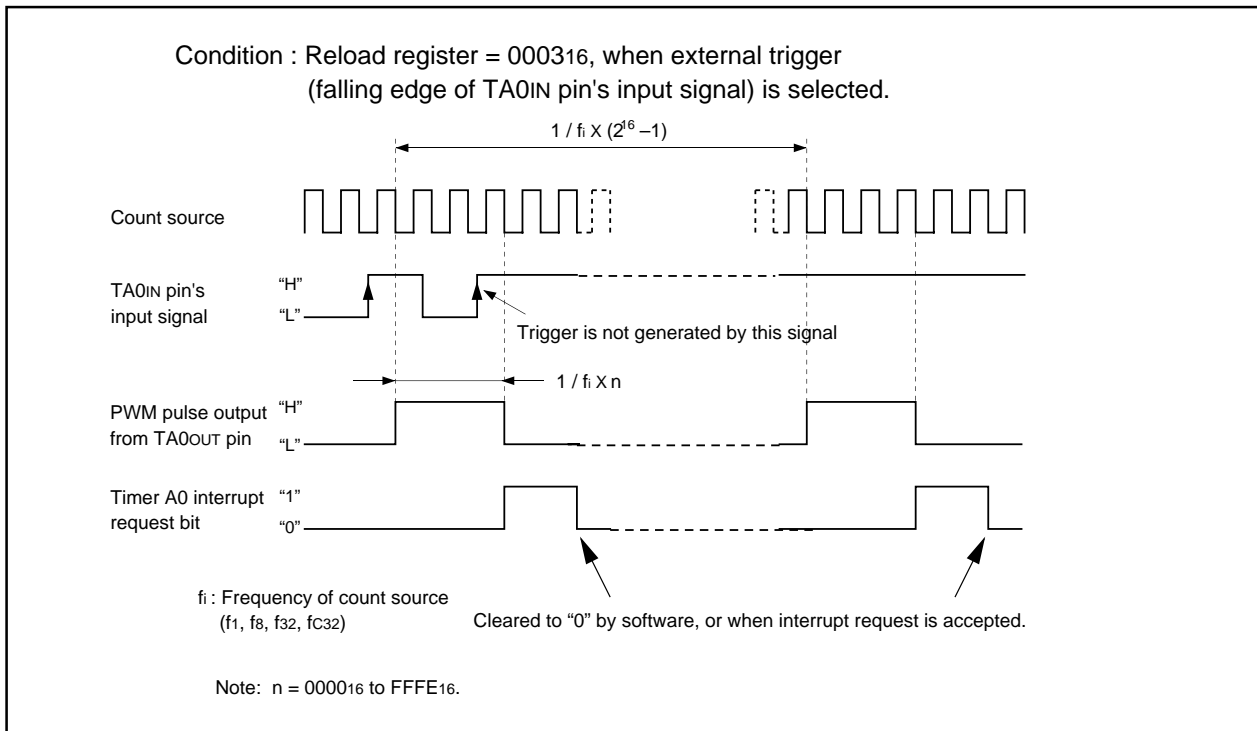 Condition : Reload register = 000316, when external trigger
(falling edge of TA0IN pin's input signal) is selected.
1 / fi X (2^16 –1)
Count source
TA0IN pin's
input signal
“H”
“L”
Trigger is not generated by this signal
1 / fi X n
PWM pulse output
from TA0OUT pin
“H”
“L”
Timer A0 interrupt
request bit
“1”
“0”
fi : Frequency of count source
(f1, f8, f32, fC32)
Cleared to “0” by software, or when interrupt request is accepted.
Note: n = 000016 to FFFE16.